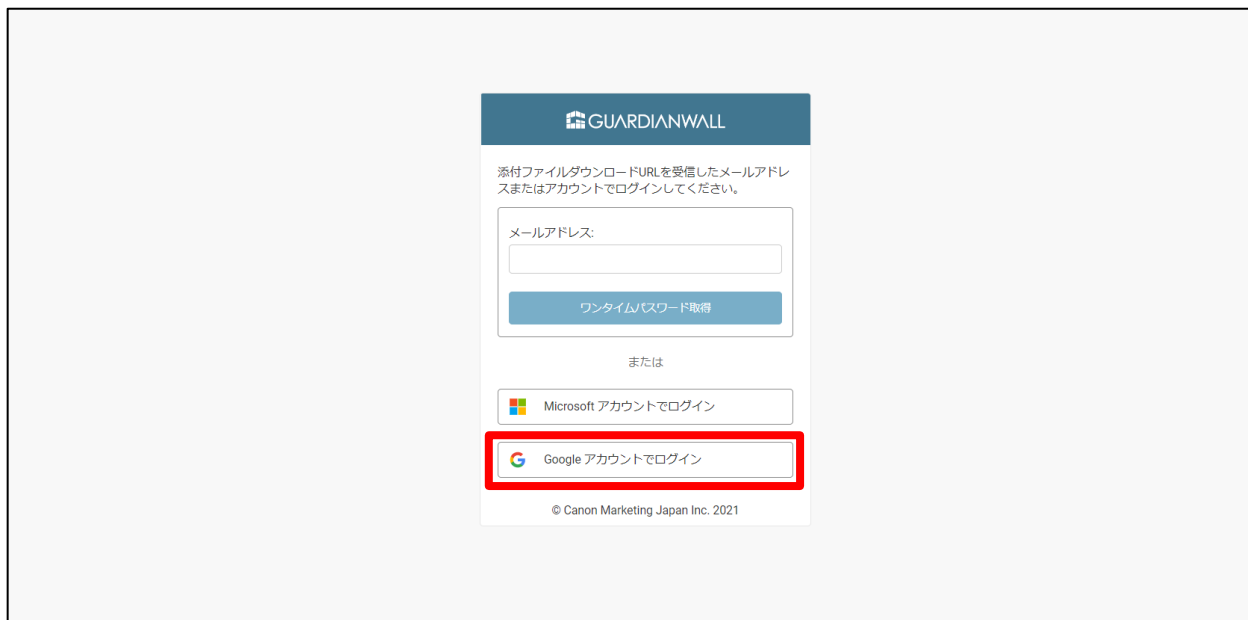 GUARDIANWALL
添付ファイルダウンロードURLを受信したメールアドレ
スまたはアカウントでログインしてください。
メールアドレス:
ワンタイムパスワード取得
または
Microsoft アカウントでログイン
Google アカウントでログイン
© Canon Marketing Japan Inc. 2021